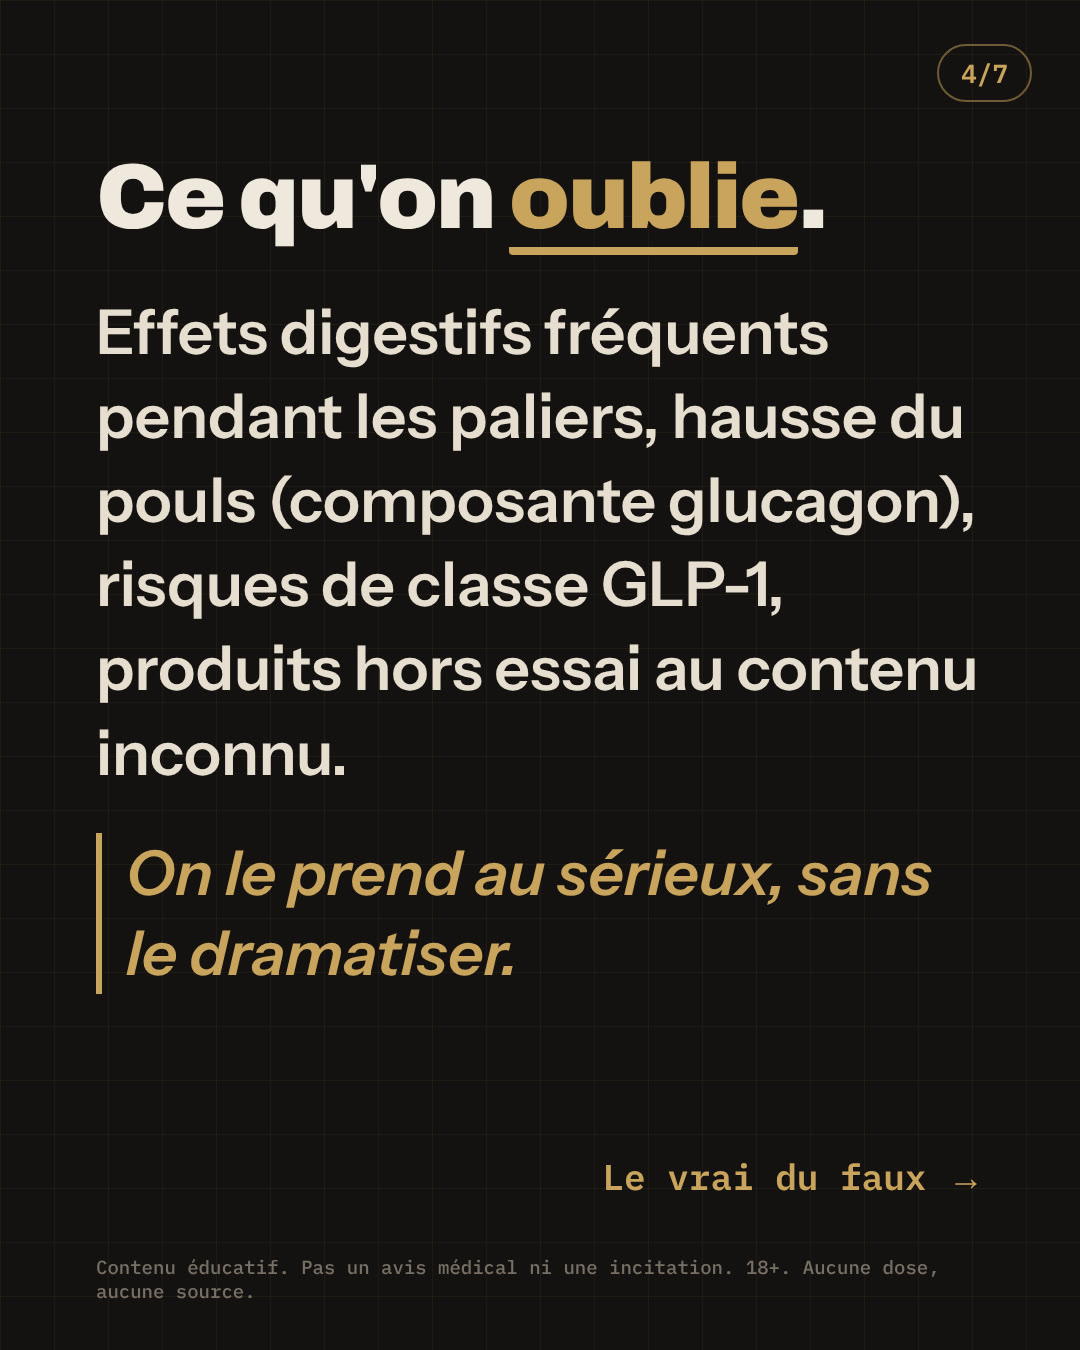 4/7
Ce qu'on oublie.
Effets digestifs fréquents
pendant les paliers, hausse du
pouls (composante glucagon),
risques de classe GLP-1,
produits hors essai au contenu
inconnu.
On le prend au sérieux, sans
le dramatiser.
Le vrai du faux →
Contenu éducatif. Pas un avis médical ni une incitation. 18+. Aucune dose,
aucune source.